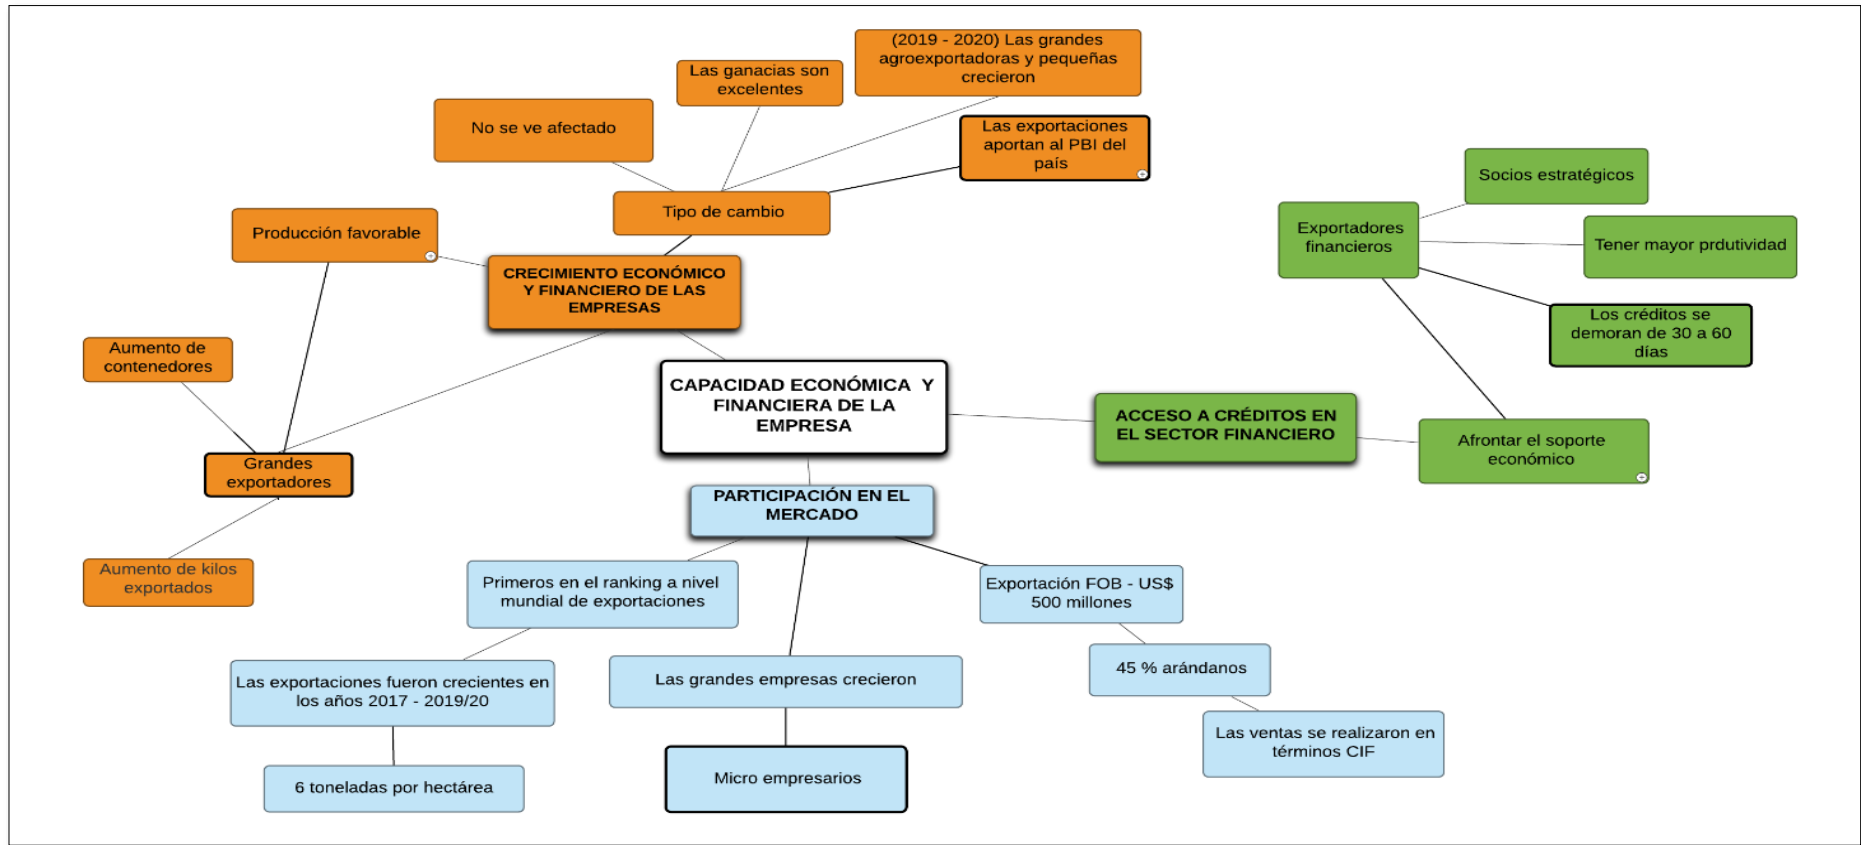 (2019 - 2020) Las grandes
agroexportadoras y pequeñas
crecieron
Las ganacias son
excelentes
No se ve afectado
Las exportaciones
aportan al PBI del
país
Tipo de cambio
Producción favorable
CRECIMIENTO ECONÓMICO
Y FINANCIERO DE LAS
EMPRESAS
Aumento de
contenedores
Grandes
exportadores
Aumento de kilos
exportados
CAPACIDAD ECONÓMICA Y
FINANCIERA DE LA
EMPRESA
Socios estratégicos
Exportadores
financieros
Tener mayor prdutividad
Los créditos se
demoran de 30 a 60
días
ACCESO A CRÉDITOS EN
EL SECTOR FINANCIERO
Afrontar el soporte
económico
PARTICIPACIÓN EN EL
MERCADO
Primeros en el ranking a nivel
mundial de exportaciones
Las exportaciones fueron crecientes en
los años 2017 - 2019/20
6 toneladas por hectárea
Las grandes empresas crecieron
Micro empresarios
Exportación FOB - US$
500 millones
45 % arándanos
Las ventas se realizaron en
términos CIF